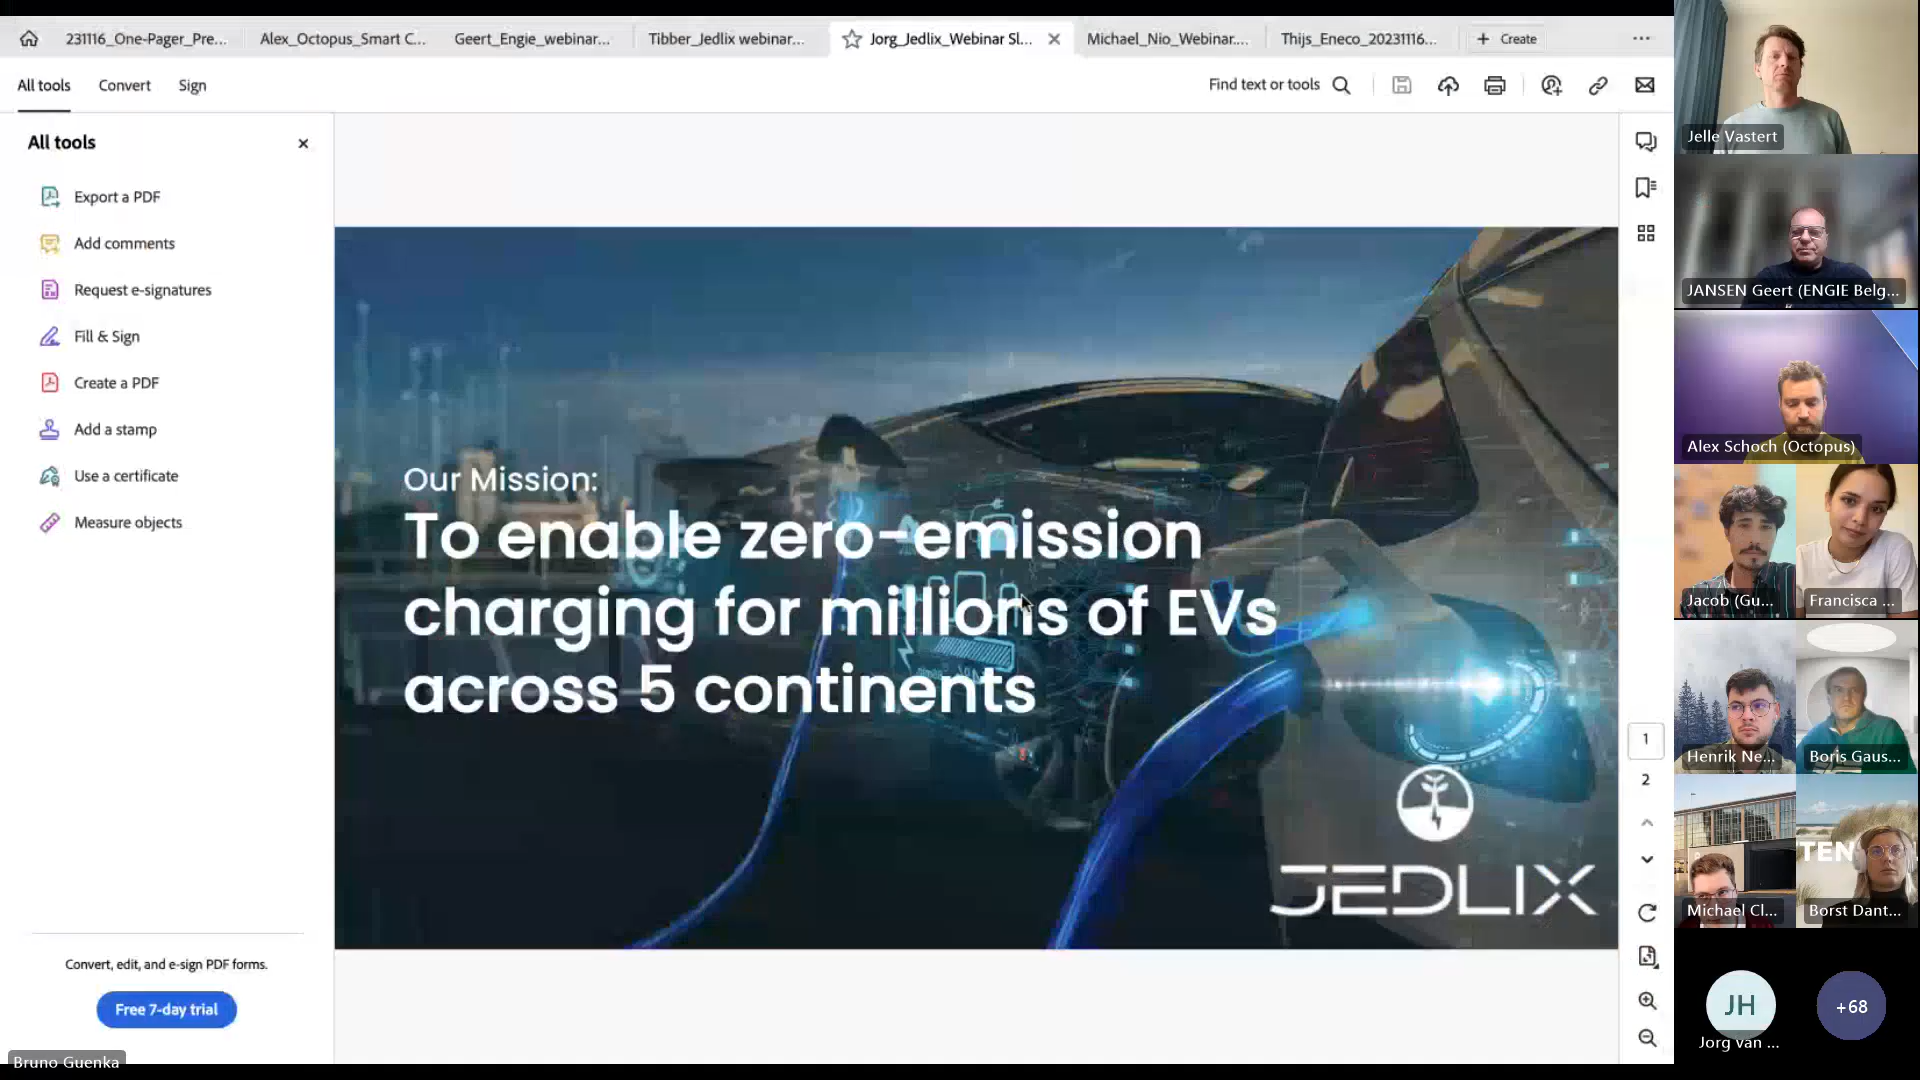 231116_One-Pager_Pre...
Alex_Octopus_Smart C...
Geert_Engie_webinar...
Tibber_Jedlix webinar...
Jorg_Jedlix_Webinar Sl...
Michael_Nio_Webinar....
Thijs_Eneco_20231116...
Create
All tools
Convert
Sign
Find text or tools
All tools
Export a PDF
Add comments
Request e-signatures
Fill & Sign
Create a PDF
Add a stamp
Use a certificate
Measure objects
Convert, edit, and e-sign PDF forms.
Free 7-day trial
Bruno Guenka
Our Mission:
To enable zero-emission
charging for millions of EVs
across 5 continents
JEDLIX
1
2
Jelle Vastert
JANSEN Geert (ENGIE Belg...
Alex Schoch (Octopus)
Jacob (Gu...
Francisca ...
Henrik Ne...
Boris Gaus...
Michael Cl...
TEN
Borst Dant...
JH
Jorg van ...
+68